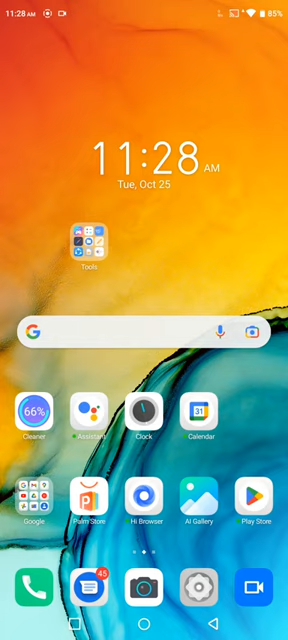 11:28 AM
85%
11:28 AM
Tue, Oct 25
Tools
66%
Cleaner
Assistant
Clock
31
Calendar
Google
Palm Store
Hi Browser
AI Gallery
Play Store
45